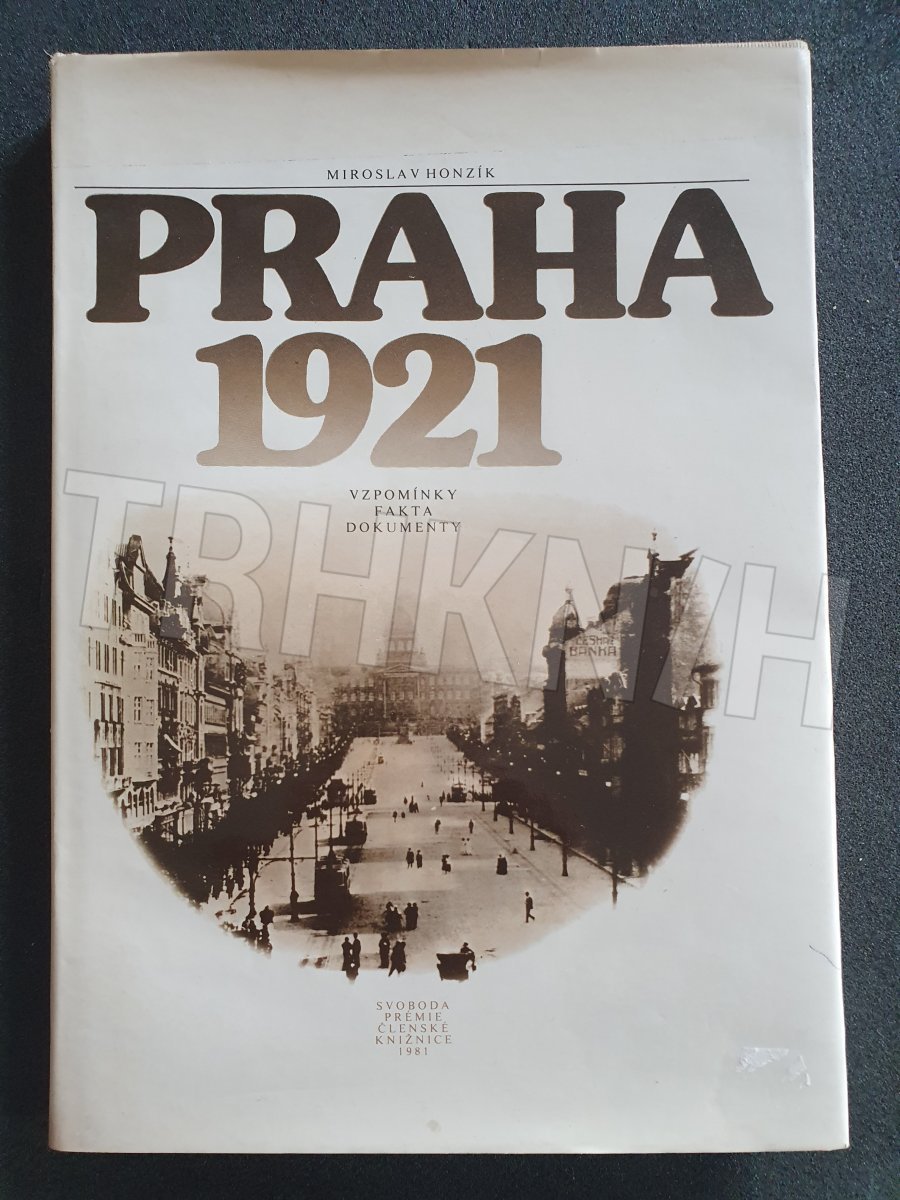 MIROSLAV HONZÍK
PRAHA
1921
VZPOMÍNKY
FAKTA
DOKUMENTY
TRHKNIH
ČESKÁ
BANKA
SVOBODA
PRÉMIE
ČLENSKÉ
KNIŽNICE
1981